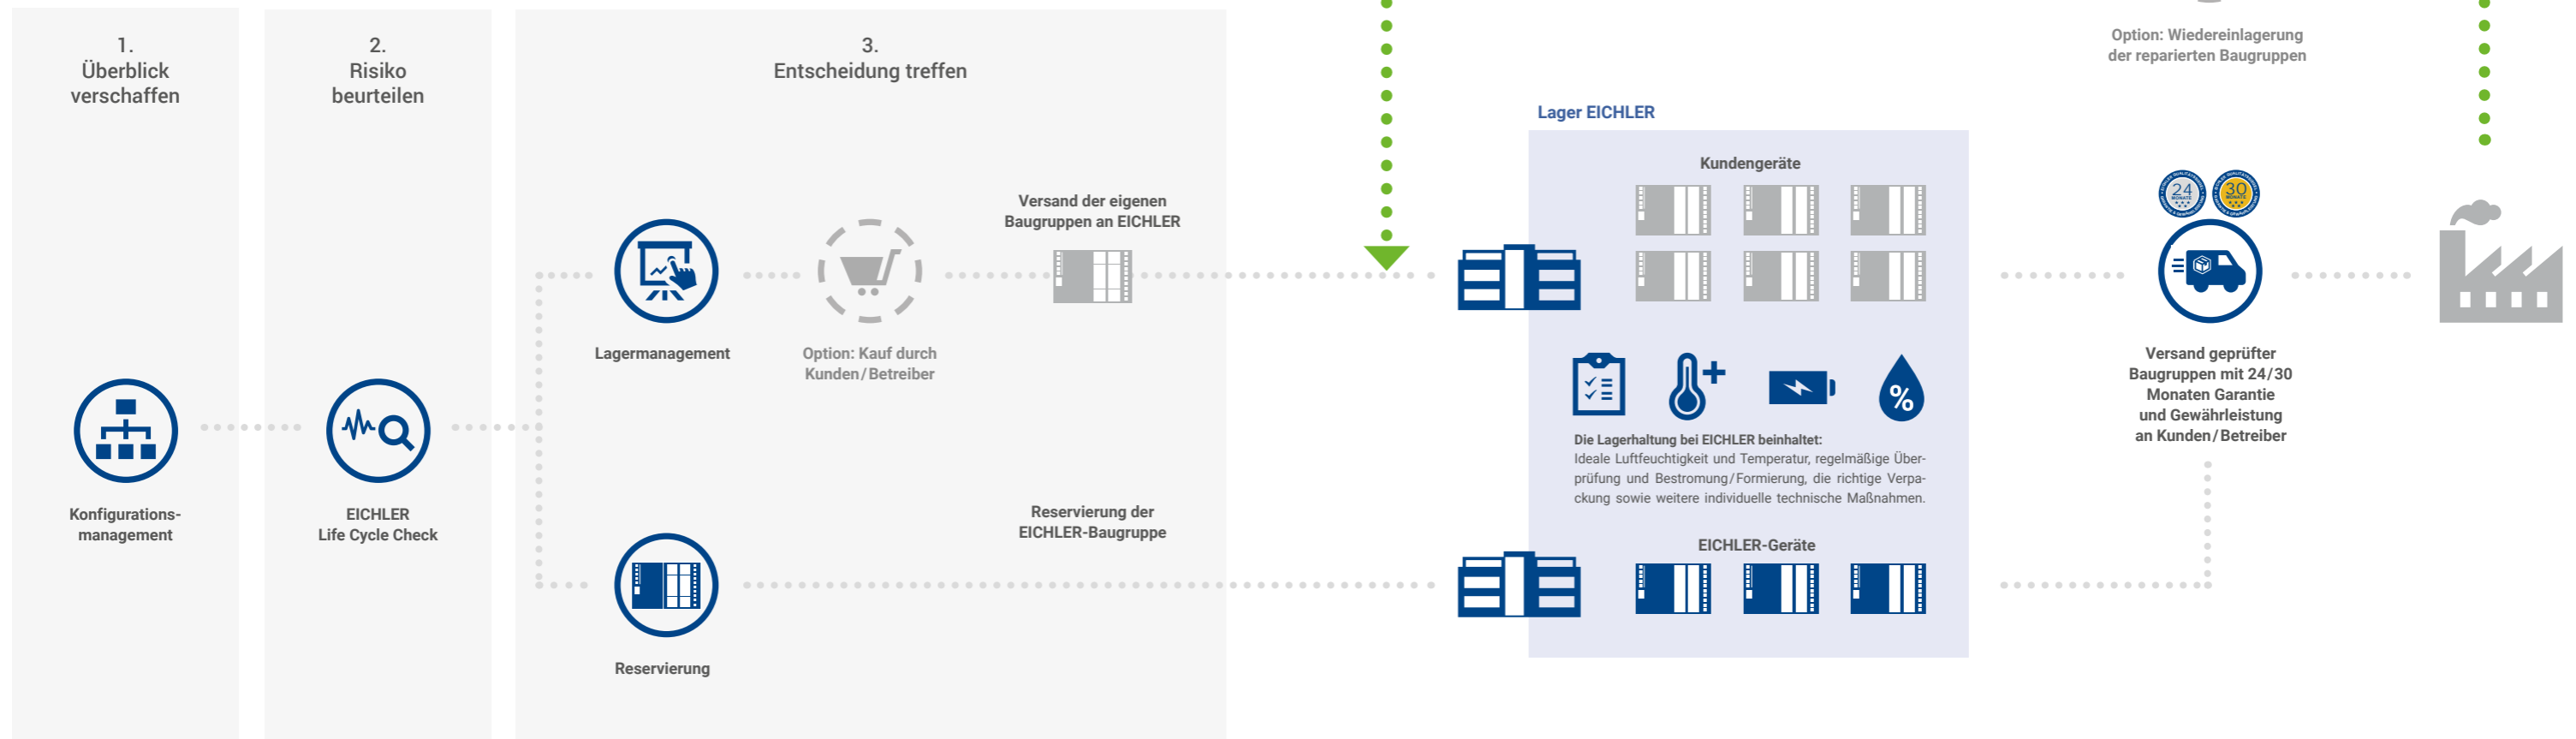 1.
Überblick
verschaffen
2.
Risiko
beurteilen
3.
Entscheidung treffen
Option: Wiedereinlagerung
der reparierten Baugruppen
Lager EICHLER
Kundengeräte
Versand der eigenen
Baugruppen an EICHLER
24
MONATE
30
MONATE
Lagermanagement
Option: Kauf durch
Kunden/Betreiber
Versand geprüfter
Baugruppen mit 24/30
Monaten Garantie
und Gewährleistung
an Kunden/Betreiber
%
Die Lagerhaltung bei EICHLER beinhaltet:
Ideale Luftfeuchtigkeit und Temperatur, regelmäßige Über-
prüfung und Bestromung/Formierung, die richtige Verpa-
ckung sowie weitere individuelle technische Maßnahmen.
Konfigurations-
management
EICHLER
Life Cycle Check
Reservierung der
EICHLER-Baugruppe
EICHLER-Geräte
Reservierung